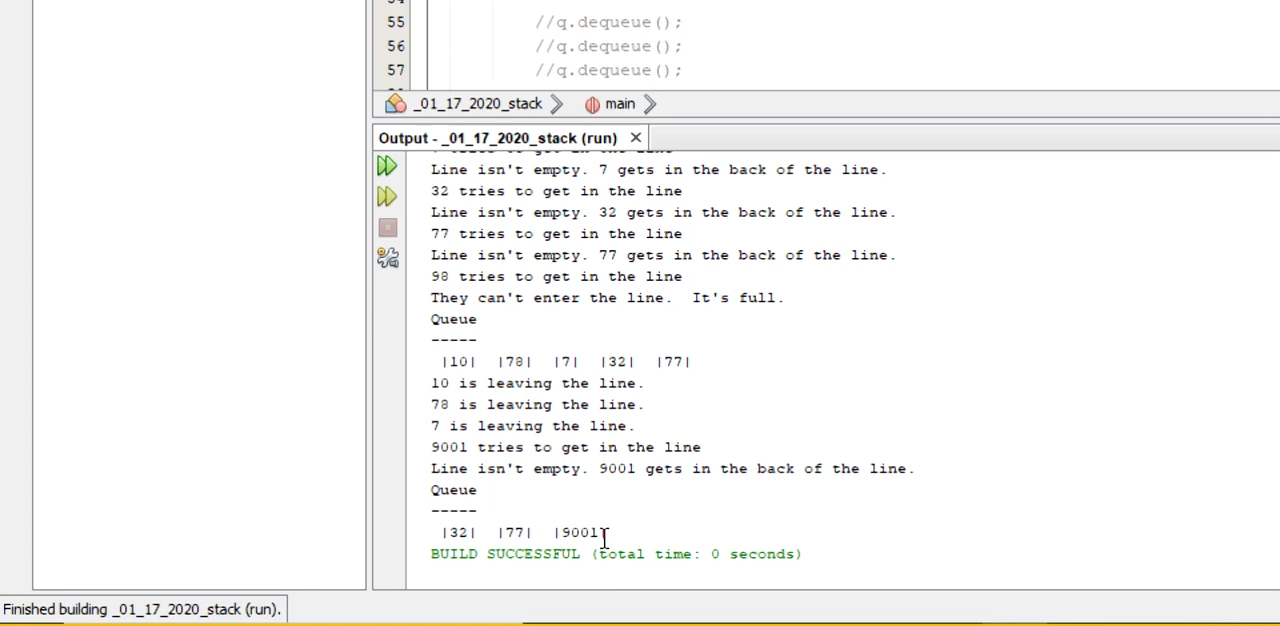 55 //q.dequeue();
56 //q.dequeue();
57 //q.dequeue();
_01_17_2020_stack main
Output - _01_17_2020_stack (run) ×
Line isn't empty. 7 gets in the back of the line.
32 tries to get in the line
Line isn't empty. 32 gets in the back of the line.
77 tries to get in the line
Line isn't empty. 77 gets in the back of the line.
98 tries to get in the line
They can't enter the line.  It's full.
Queue
-----
|10|  |78|  |7|  |32|  |77|
10 is leaving the line.
78 is leaving the line.
7 is leaving the line.
9001 tries to get in the line
Line isn't empty. 9001 gets in the back of the line.
Queue
-----
|32|  |77|  |9001|
BUILD SUCCESSFUL (total time: 0 seconds)
Finished building _01_17_2020_stack (run).